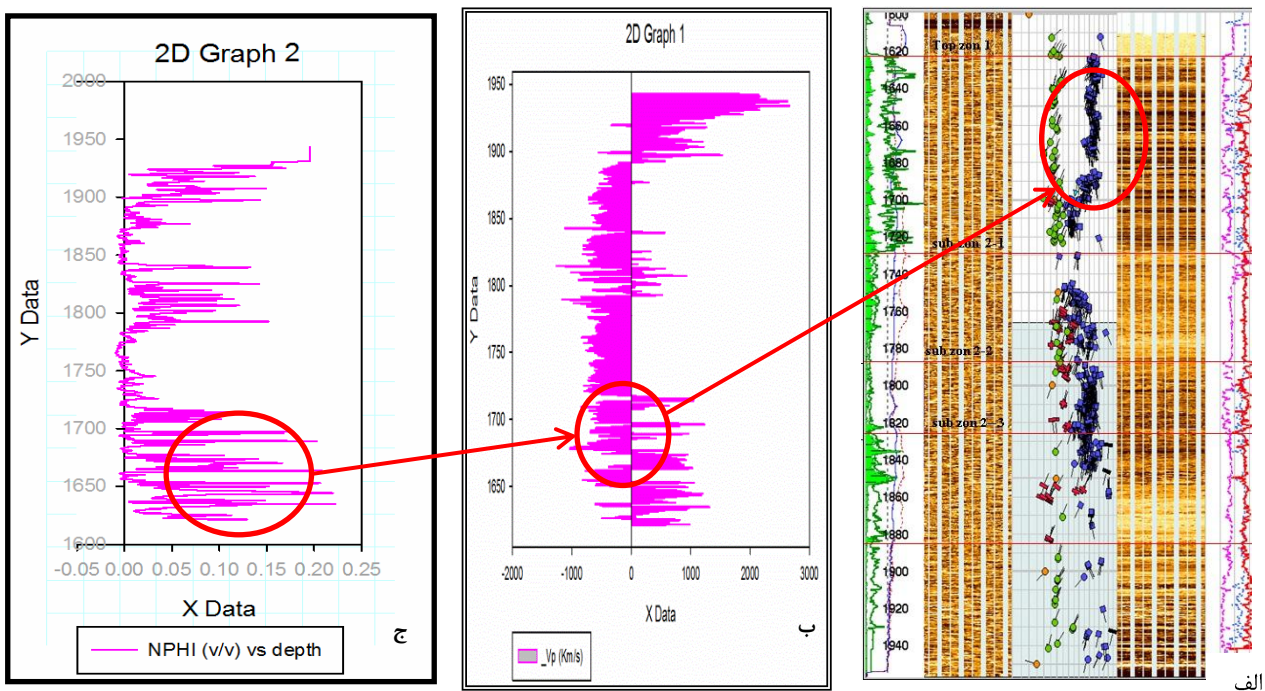 2D Graph 2
2000
1950
1900
1850
1800
1750
1700
1650
1600
Y Data
-0.05 0.00 0.05 0.10 0.15 0.20 0.25
X Data
NPHI (v/v) vs depth
ج
2D Graph 1
1950
1900
1850
1800
1750
1700
1650
Y Data
-2000 -1000 0 1000 2000 3000
X Data
_Vp (Km/s)
ب
1600
1620
Top zon 1
1640
1660
1680
1700
1720
sub zon 2-1
1740
1760
1780
sub zon 2-2
1800
1820
sub zon 2-3
1840
1860
1880
1900
1920
1940
الف